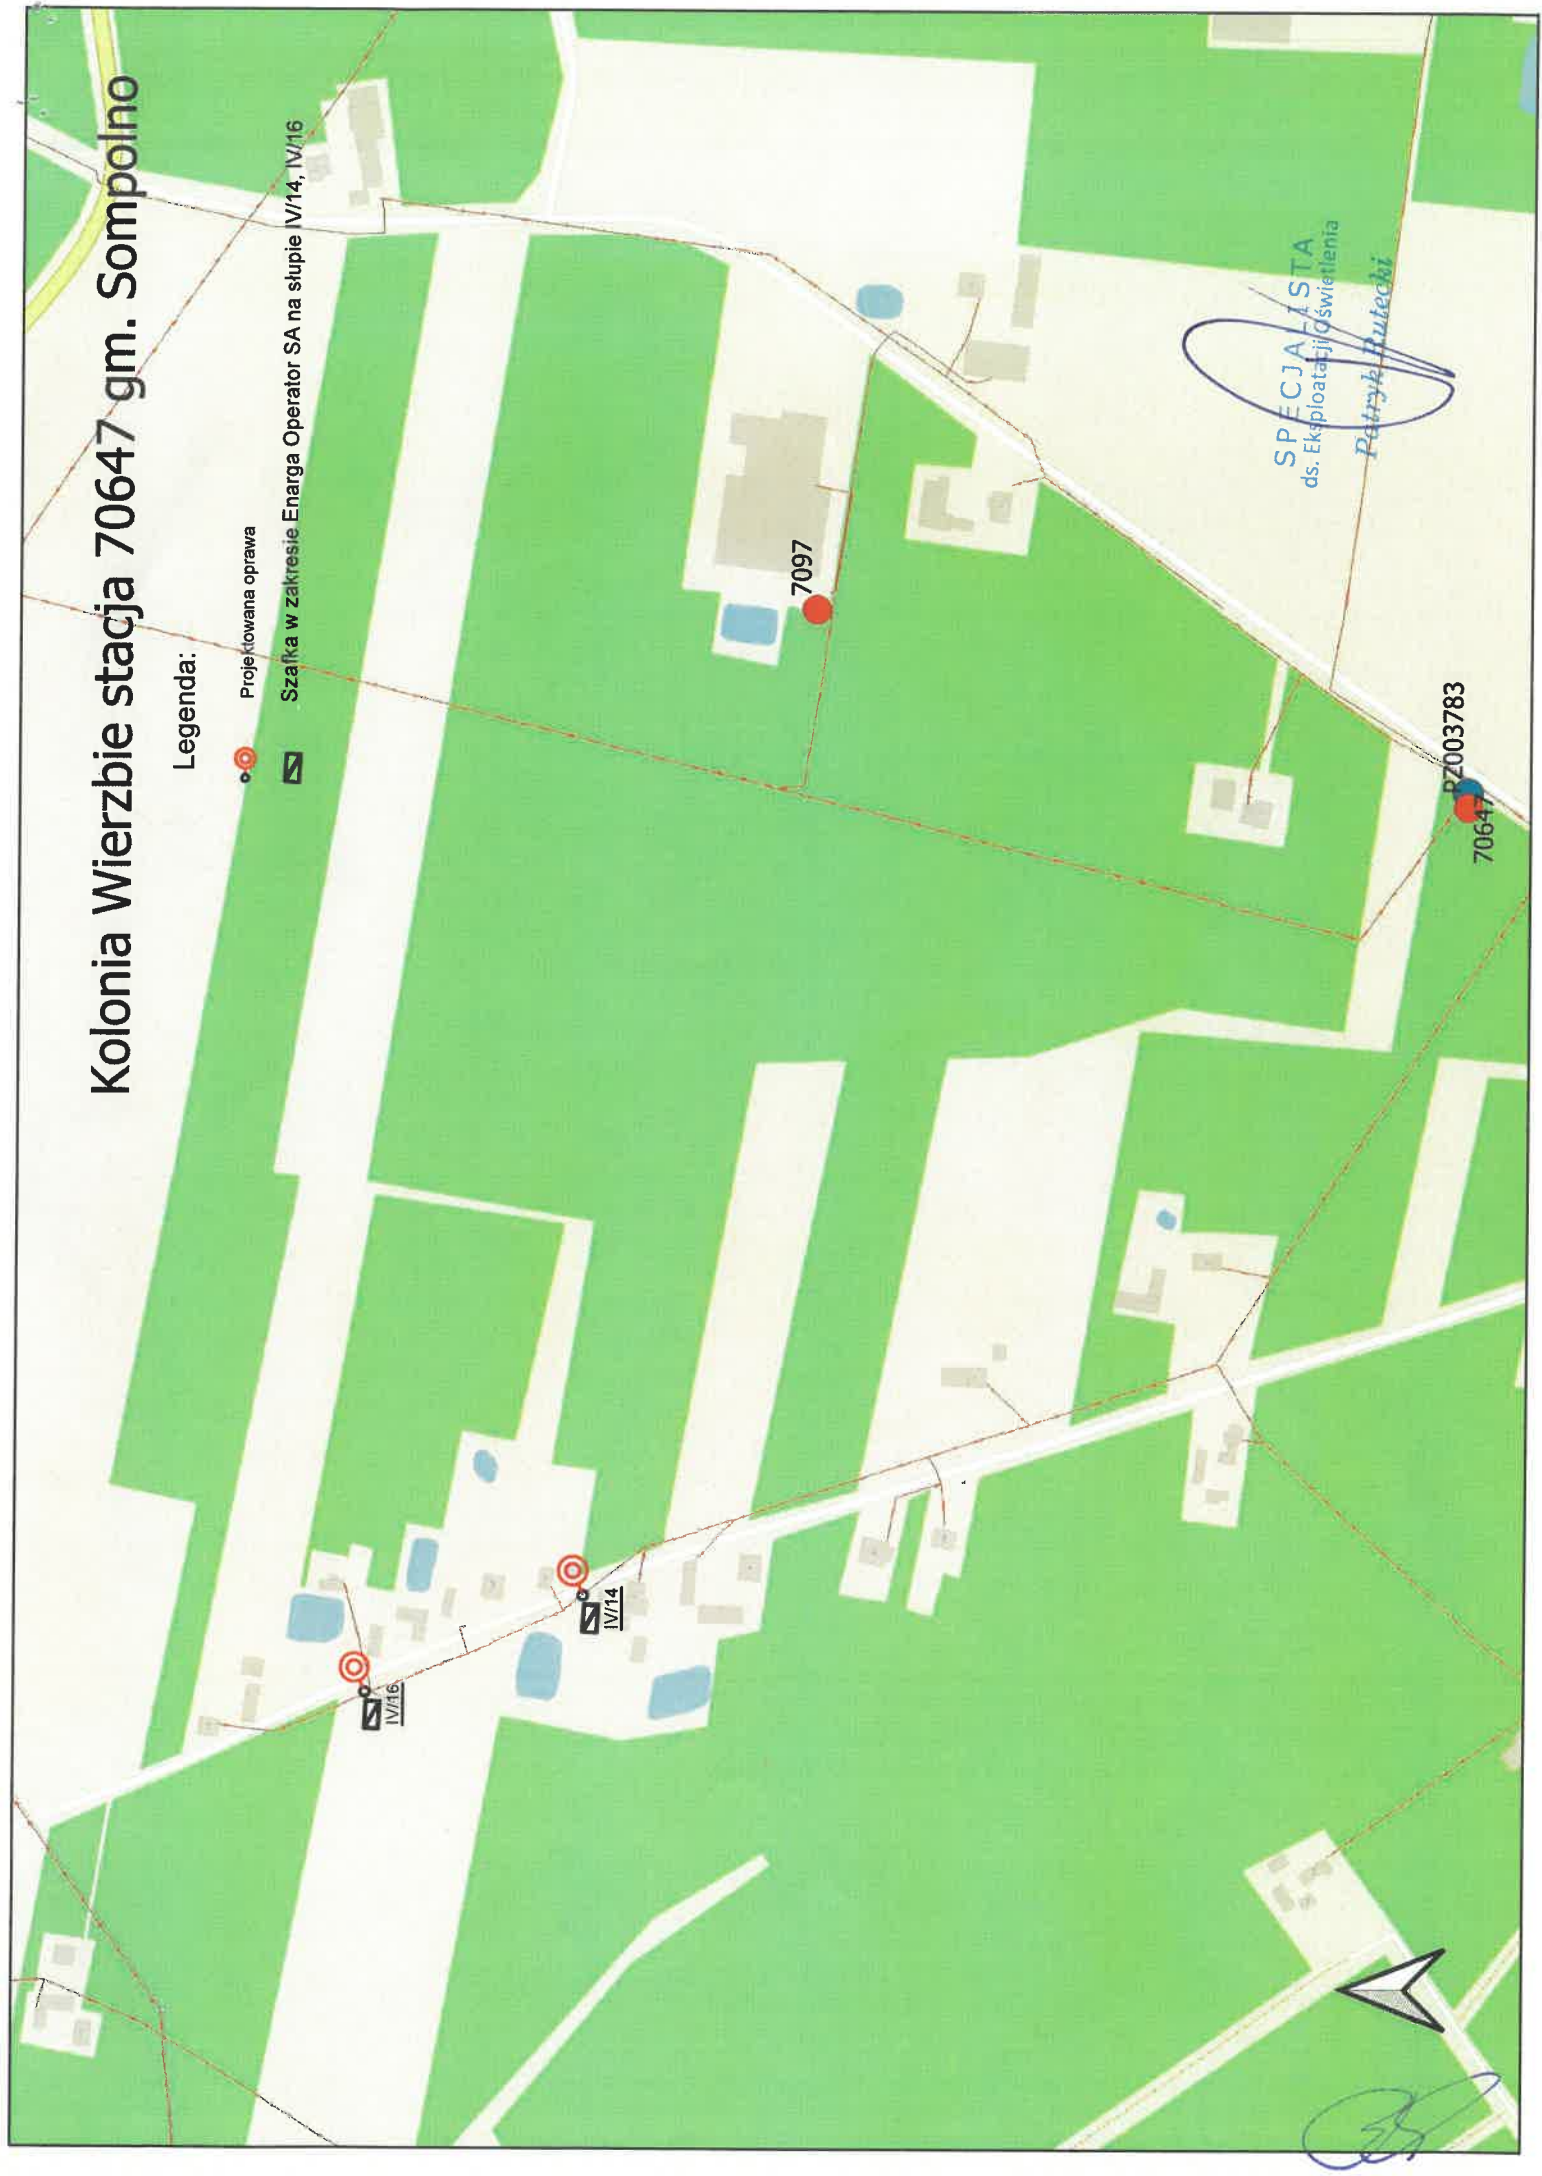 Kolonia Wierzbie stacja 70647 gm. Sompolno
Legenda:
Projektowana oprawa
Szafka w zakresie Enarga Operator SA na słupie IV/14, IV/16
7097
PZ003783
70647
IV/14
IV/16
SPECJALISTA
ds. Eksploatacji Oświetlenia
Patryk Rutecki